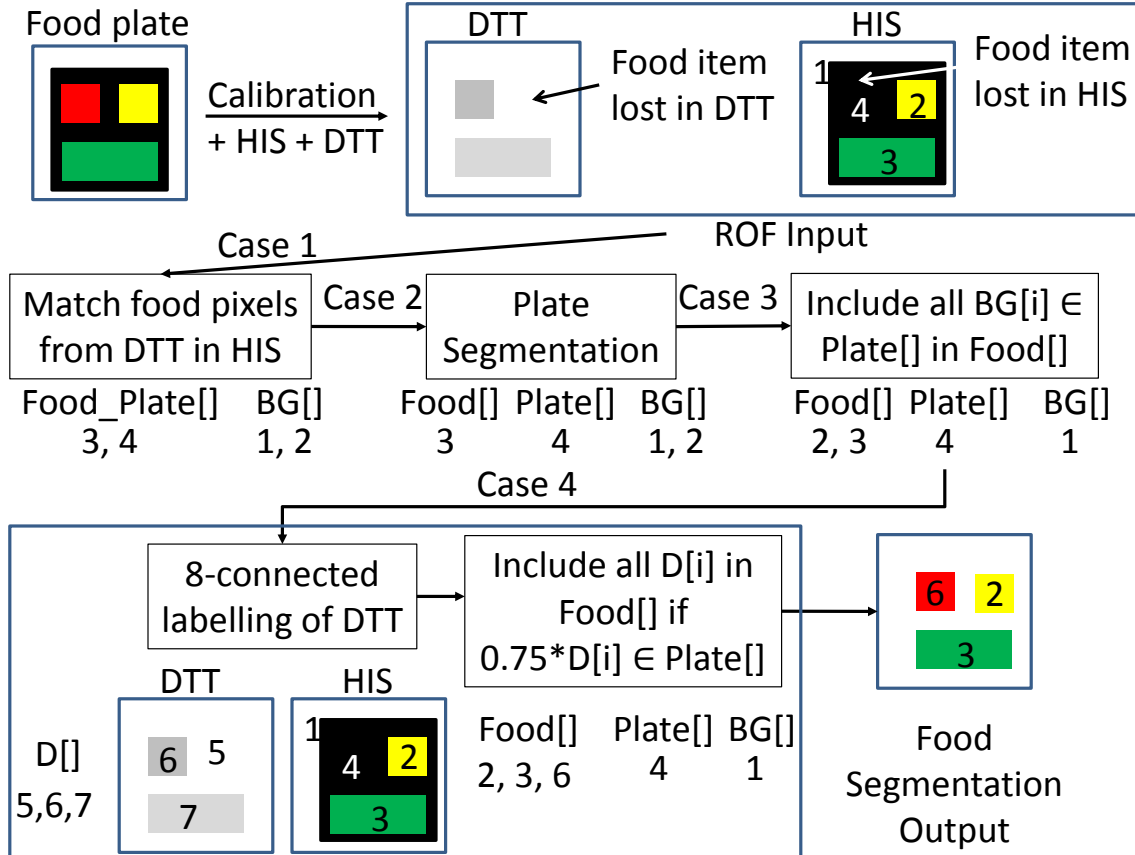 Food plate
Calibration
+ HIS + DTT
DTT
HIS
Food item
lost in DTT
1
4
2
3
Food item
lost in HIS
ROF Input
Case 1
Match food pixels
from DTT in HIS
Case 2
Plate
Segmentation
Case 3
Include all BG[i] ∈
Plate[] in Food[]
Food_Plate[] BG[]
3, 4 1, 2
Food[] Plate[] BG[]
3 4 1, 2
Food[] Plate[] BG[]
2, 3 4 1
Case 4
8-connected
labelling of DTT
Include all D[i] in
Food[] if
0.75*D[i] ∈ Plate[]
6 2
3
DTT
HIS
D[]
5,6,7
6 5
7
1
4 2
3
Food[] Plate[] BG[]
2, 3, 6 4 1
Food
Segmentation
Output